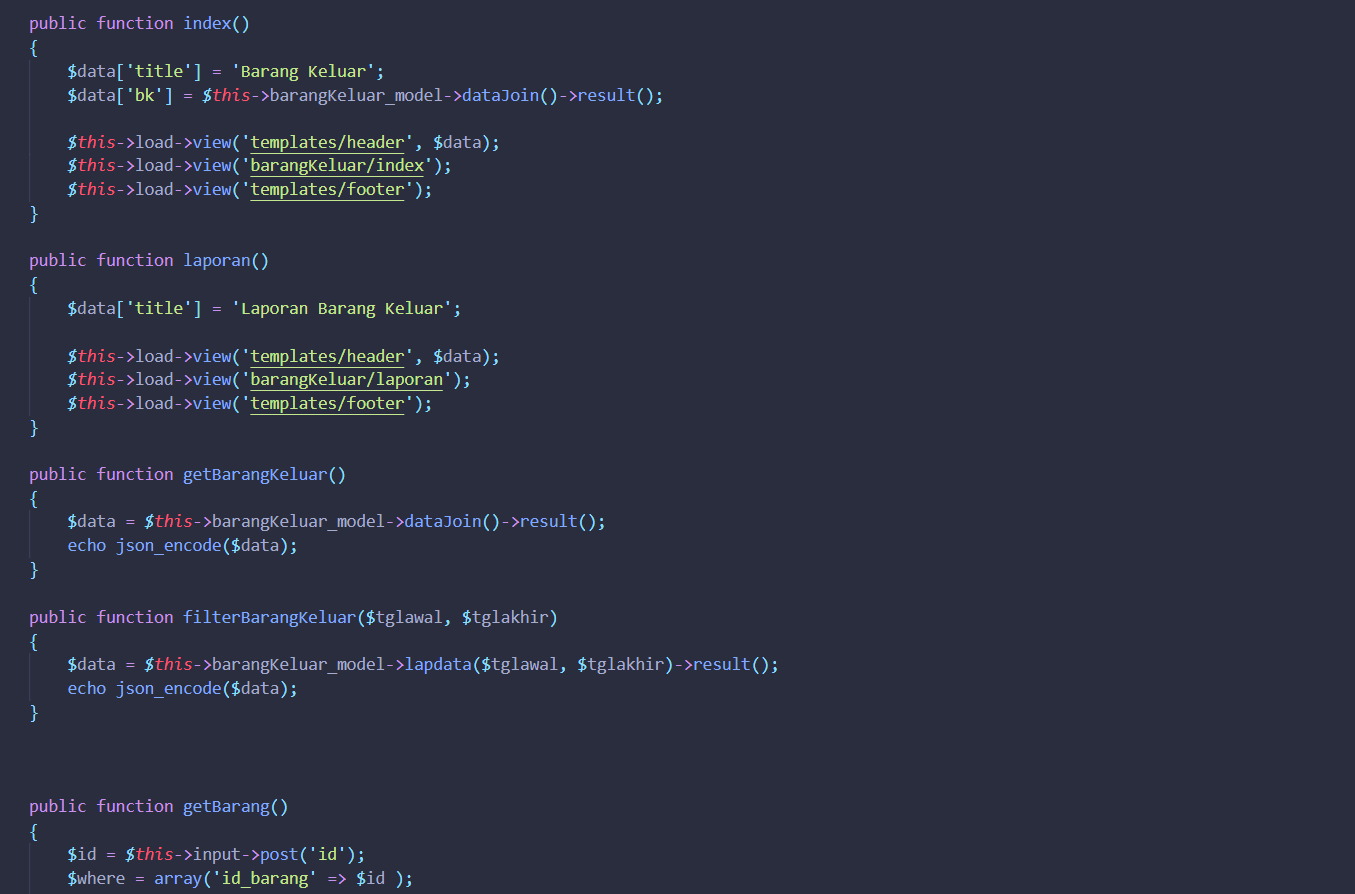 public function index()
{
$data['title'] = 'Barang Keluar';
$data['bk'] = $this->barangKeluar_model->dataJoin()->result();
$this->load->view('templates/header', $data);
$this->load->view('barangKeluar/index');
$this->load->view('templates/footer');
}
public function laporan()
{
$data['title'] = 'Laporan Barang Keluar';
$this->load->view('templates/header', $data);
$this->load->view('barangKeluar/laporan');
$this->load->view('templates/footer');
}
public function getBarangKeluar()
{
$data = $this->barangKeluar_model->dataJoin()->result();
echo json_encode($data);
}
public function filterBarangKeluar($tglawal, $tglakhir)
{
$data = $this->barangKeluar_model->lapdata($tglawal, $tglakhir)->result();
echo json_encode($data);
}
public function getBarang()
{
$id = $this->input->post('id');
$where = array('id_barang' => $id );